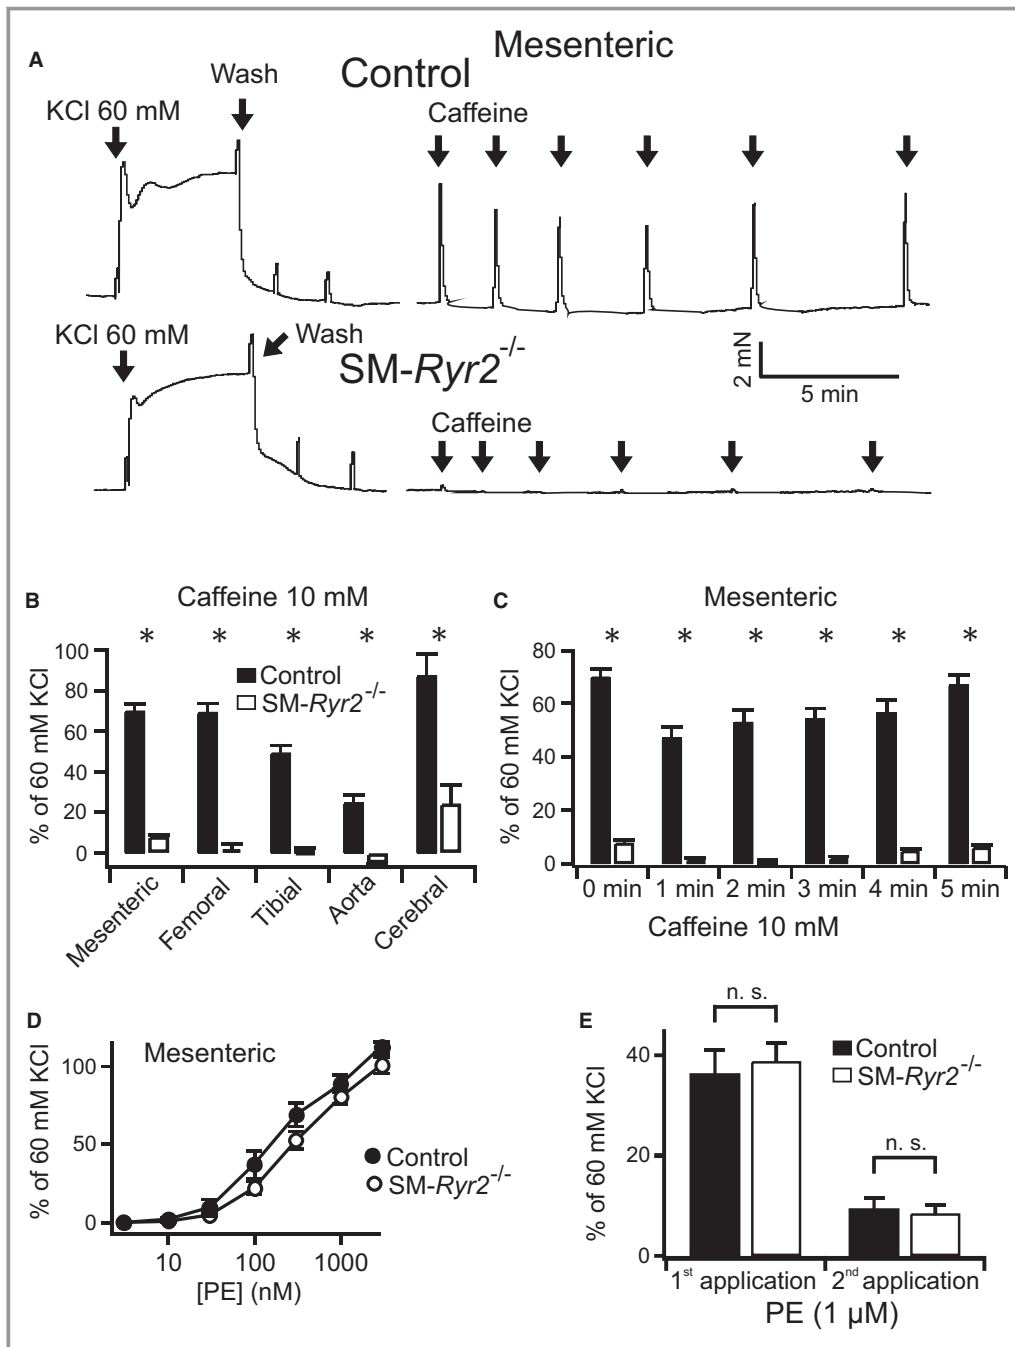 A
Mesenteric
Control
Wash
KCl 60 mM
Caffeine
KCl 60 mM
Wash
SM-Ryr2-/-
2 mN
5 min
Caffeine
B
Caffeine 10 mM
* * * * *
% of 60 mM KCl
100
80
60
40
20
0
Control
SM-Ryr2-/-
Mesenteric
Femoral
Tibial
Aorta
Cerebral
C
Mesenteric
* * * * * *
% of 60 mM KCl
80
60
40
20
0
0 min 1 min 2 min 3 min 4 min 5 min
Caffeine 10 mM
D
Mesenteric
% of 60 mM KCl
100
50
0
Control
SM-Ryr2-/-
10 100 1000
[PE] (nM)
E
n. s.
Control
SM-Ryr2-/-
n. s.
% of 60 mM KCl
40
20
0
1st application 2nd application
PE (1 µM)